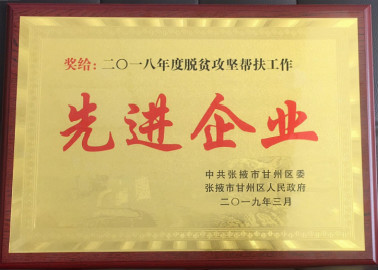 奖给:二〇一八年度脱贫攻坚帮扶工作
先进企业
中共张掖市甘州区委
张掖市甘州区人民政府
二〇一九年三月